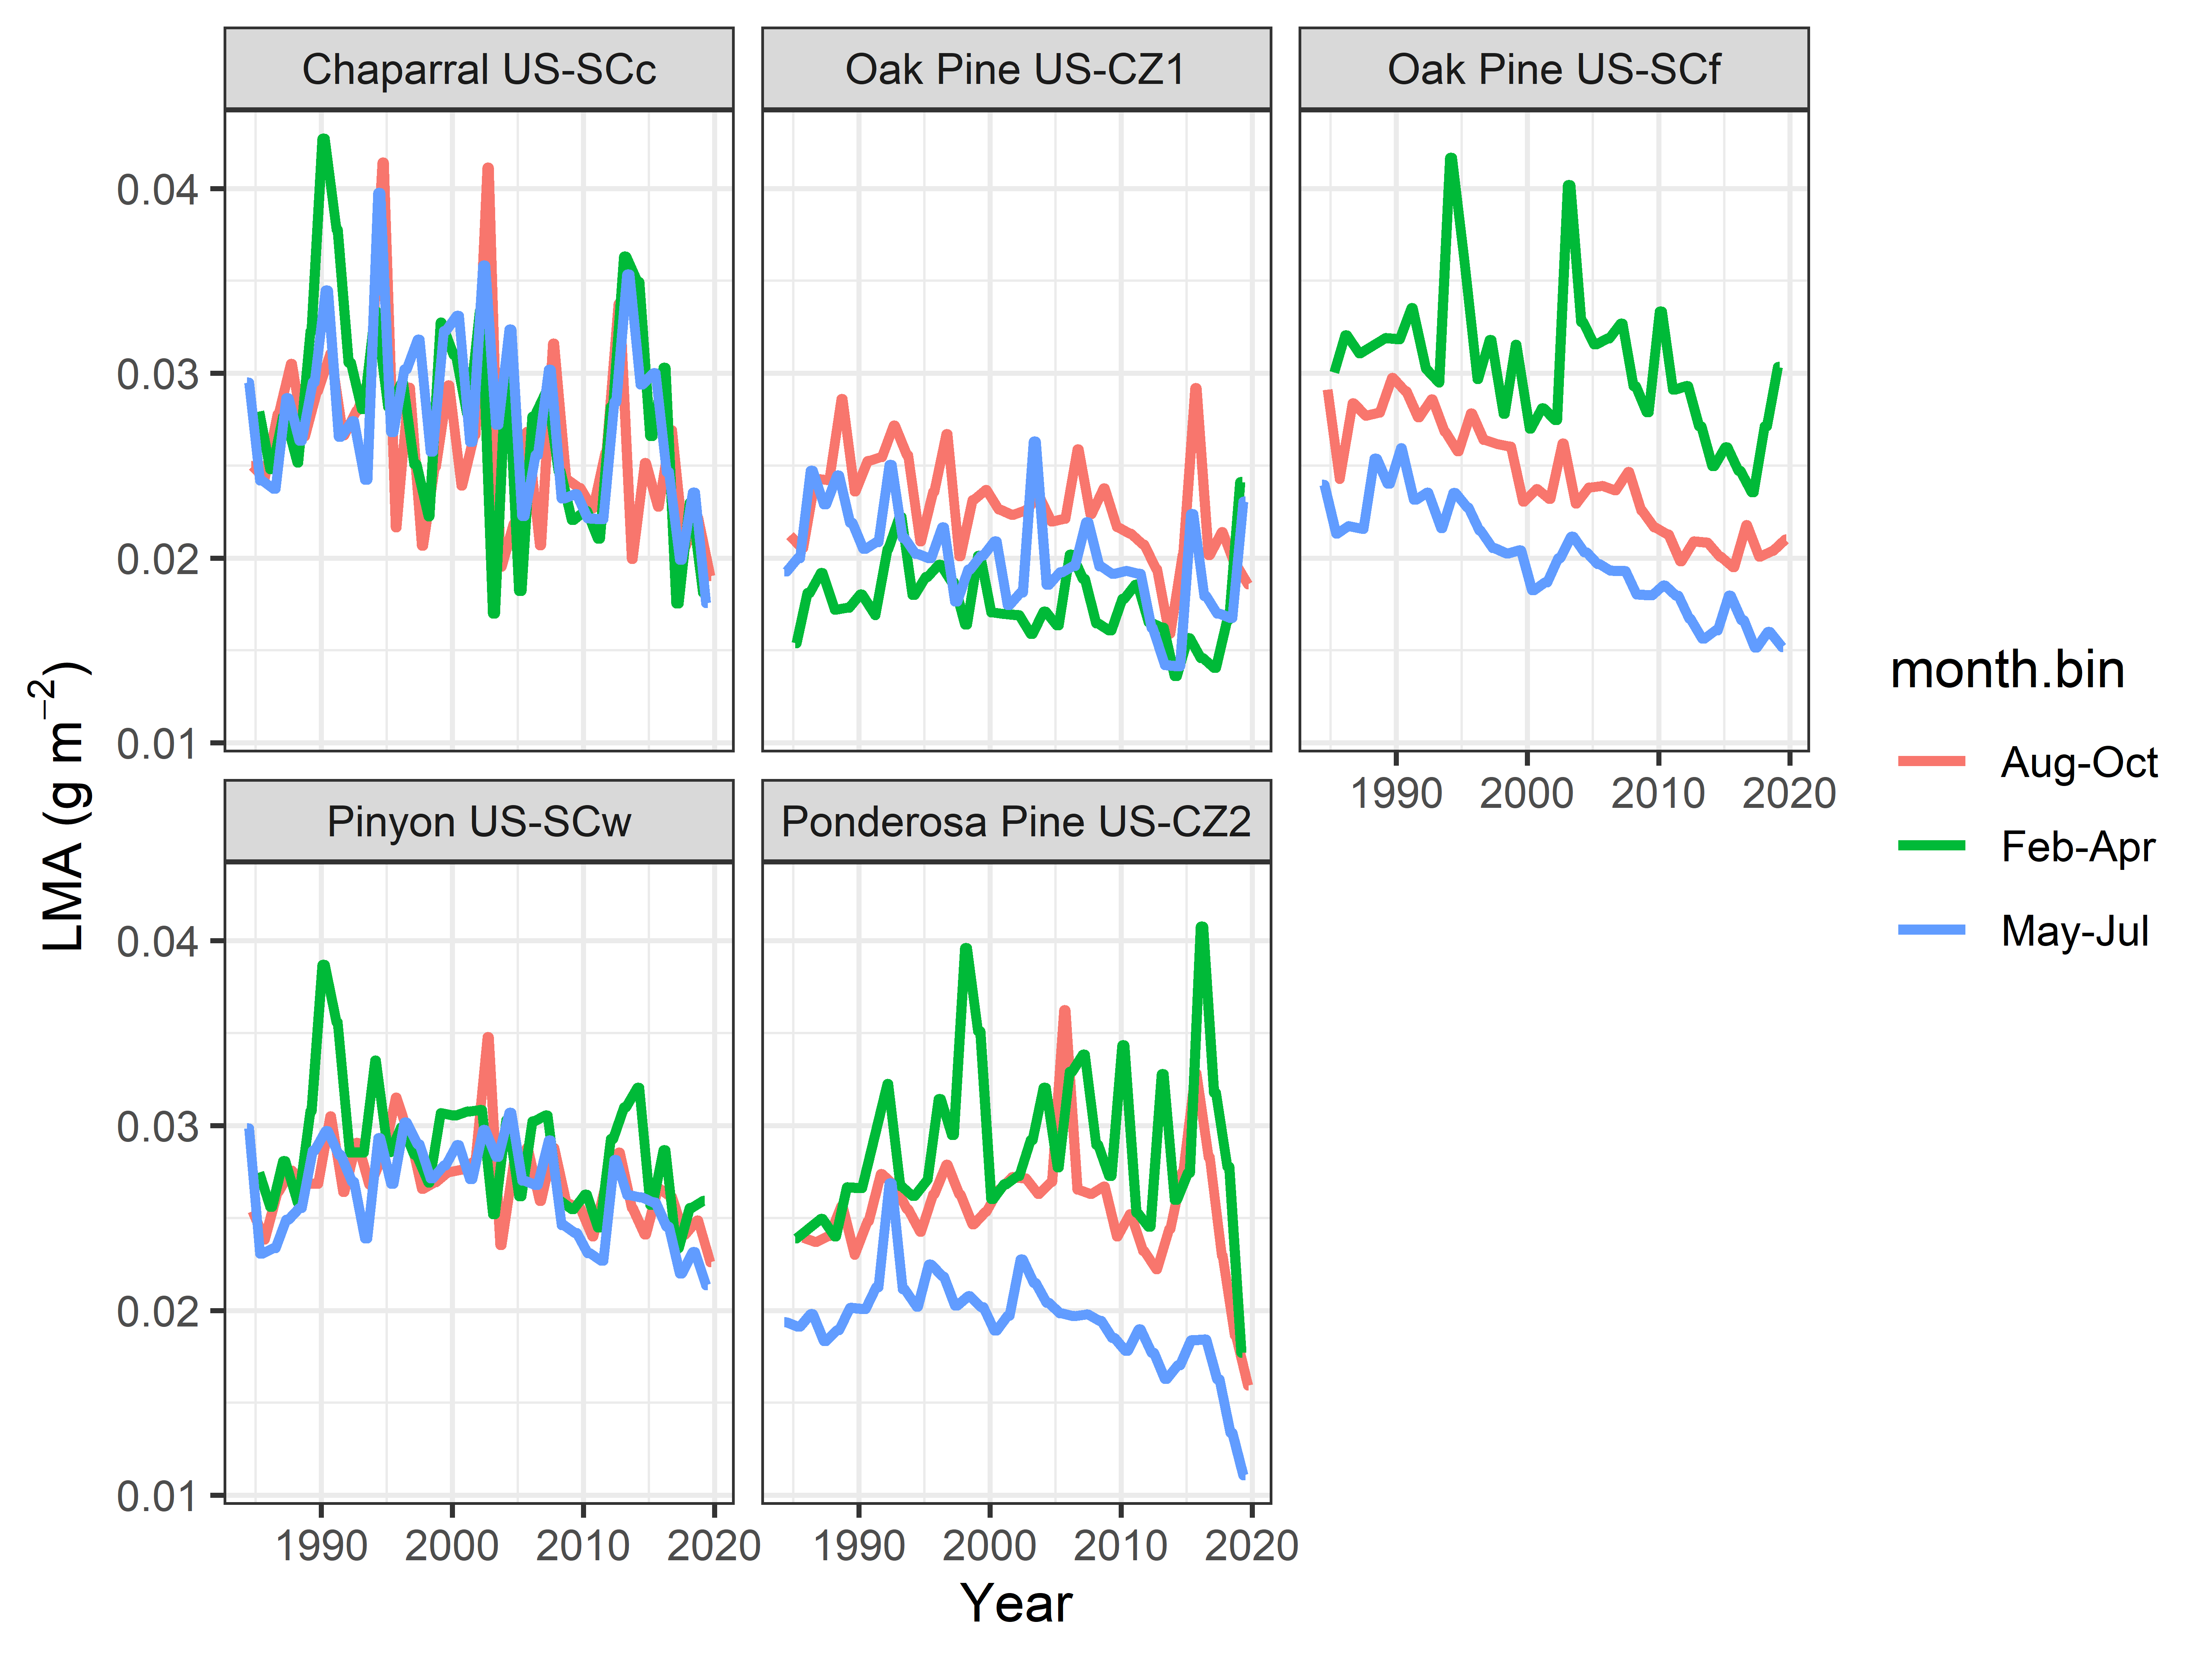 Chaparral US-SCc
Oak Pine US-CZ1
Oak Pine US-SCf
0.04
0.03
0.02
0.01
1990 2000 2010 2020
Pinyon US-SCw
Ponderosa Pine US-CZ2
0.04
0.03
0.02
0.01
1990 2000 2010 2020
1990 2000 2010 2020
LMA (g m⁻²)
Year
month.bin
Aug-Oct
Feb-Apr
May-Jul